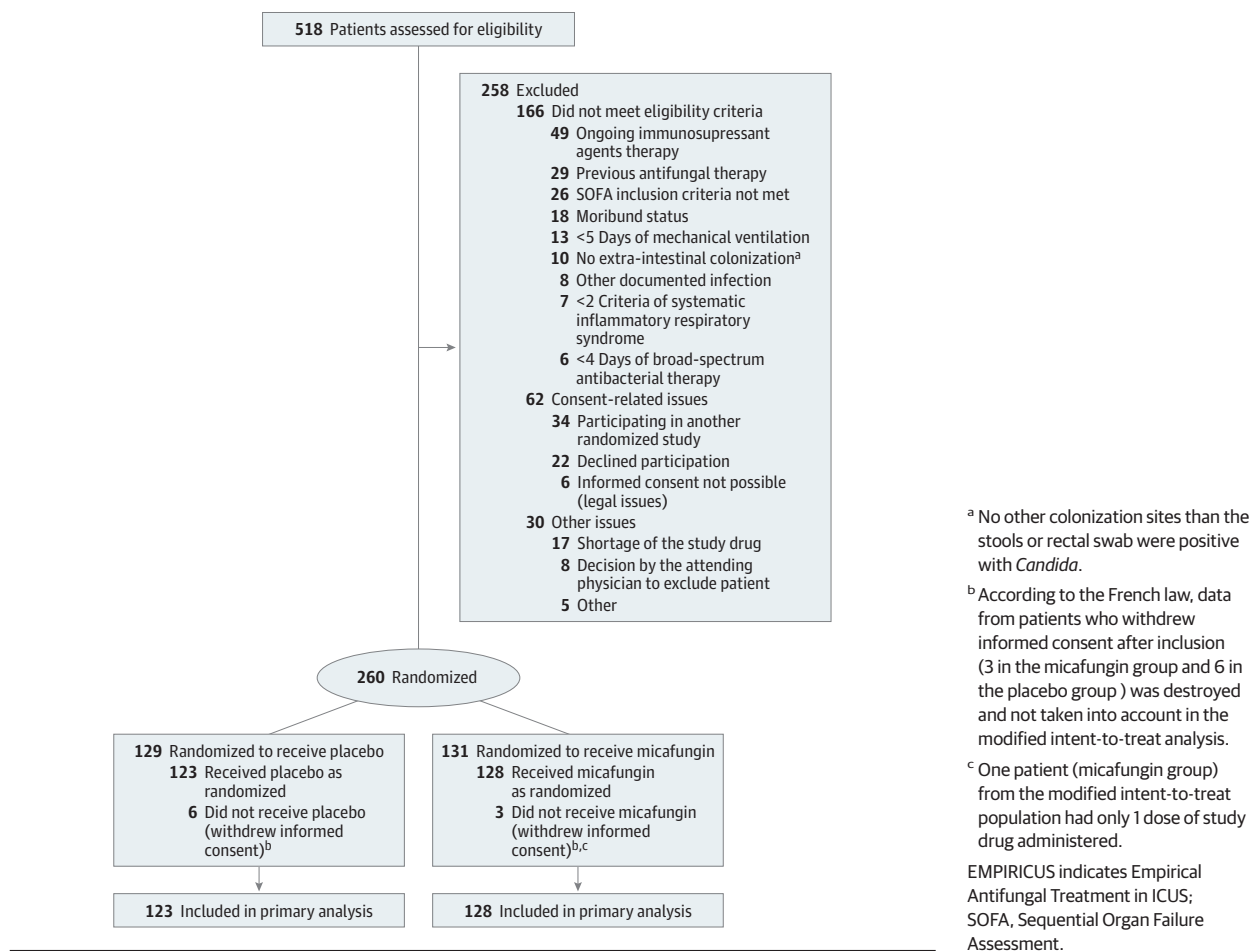 518 Patients assessed for eligibility
258 Excluded
166 Did not meet eligibility criteria
49 Ongoing immunosupressant
agents therapy
29 Previous antifungal therapy
26 SOFA inclusion criteria not met
18 Moribund status
13 <5 Days of mechanical ventilation
10 No extra-intestinal colonizationa
8 Other documented infection
7 <2 Criteria of systematic
inflammatory respiratory
syndrome
6 <4 Days of broad-spectrum
antibacterial therapy
62 Consent-related issues
34 Participating in another
randomized study
22 Declined participation
6 Informed consent not possible
(legal issues)
30 Other issues
17 Shortage of the study drug
8 Decision by the attending
physician to exclude patient
5 Other
260 Randomized
129 Randomized to receive placebo
123 Received placebo as
randomized
6 Did not receive placebo
(withdrew informed
consent)b
131 Randomized to receive micafungin
128 Received micafungin
as randomized
3 Did not receive micafungin
(withdrew informed
consent)b,c
123 Included in primary analysis
128 Included in primary analysis
a No other colonization sites than the
stools or rectal swab were positive
with Candida.
b According to the French law, data
from patients who withdrew
informed consent after inclusion
(3 in the micafungin group and 6 in
the placebo group ) was destroyed
and not taken into account in the
modified intent-to-treat analysis.
c One patient (micafungin group)
from the modified intent-to-treat
population had only 1 dose of study
drug administered.
EMPIRICUS indicates Empirical
Antifungal Treatment in ICUS;
SOFA, Sequential Organ Failure
Assessment.